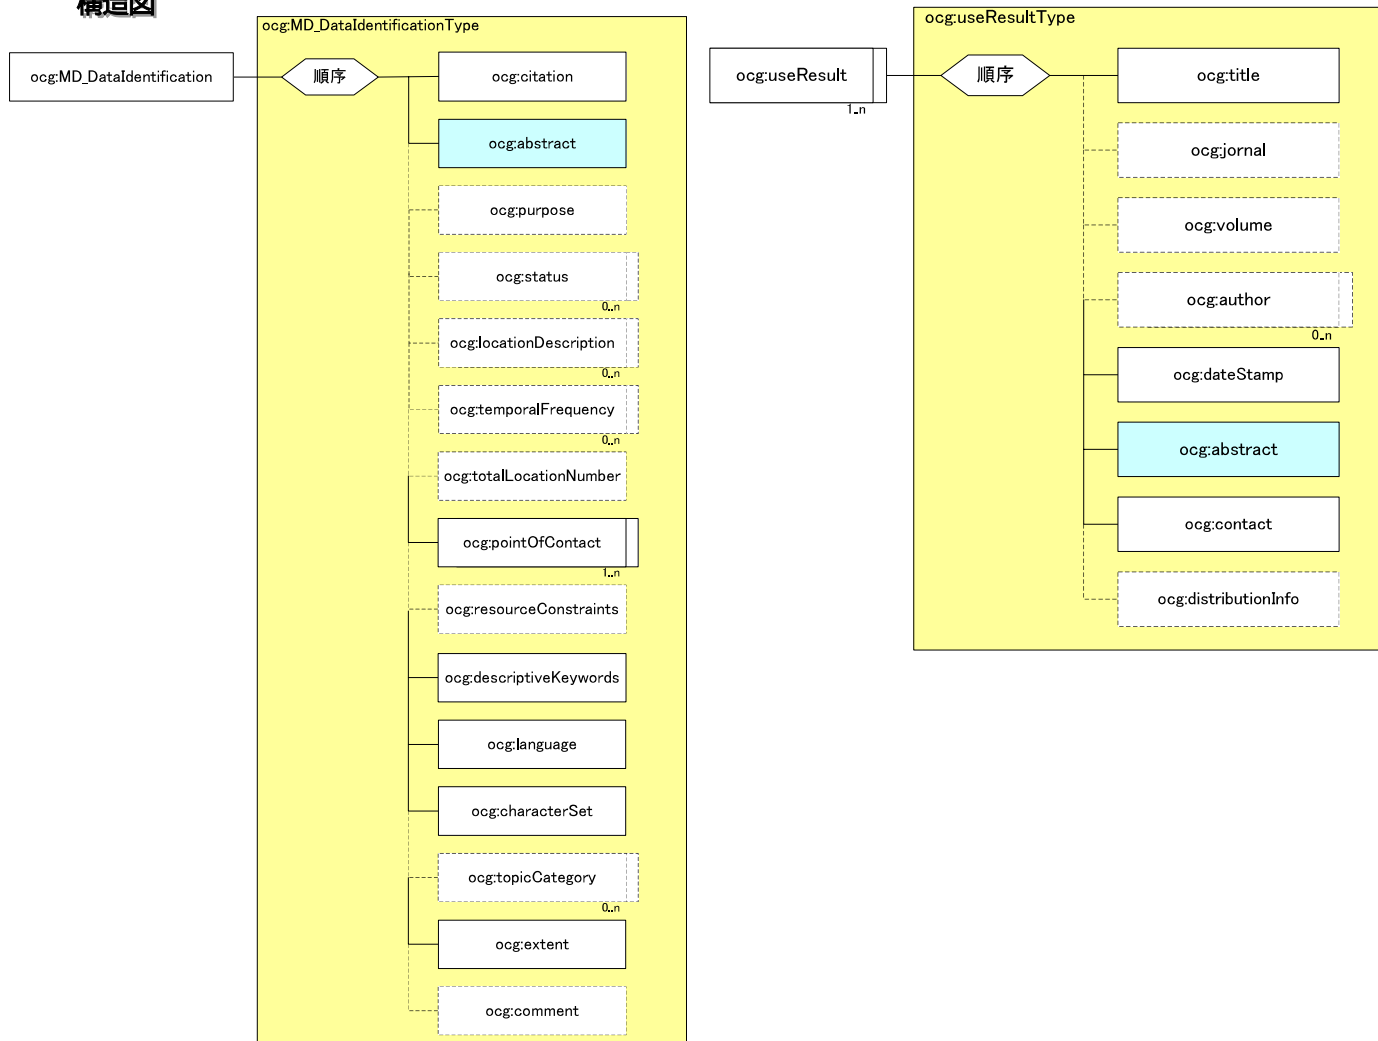 構造図
ocg:MD_DataIdentificationType
ocg:MD_DataIdentification
順序
ocg:citation
ocg:abstract
ocg:purpose
ocg:status
0..n
ocg:locationDescription
0..n
ocg:temporalFrequency
0..n
ocg:totalLocationNumber
ocg:pointOfContact
1..n
ocg:resourceConstraints
ocg:descriptiveKeywords
ocg:language
ocg:characterSet
ocg:topicCategory
0..n
ocg:extent
ocg:comment
ocg:useResultType
ocg:useResult
1..n
順序
ocg:title
ocg:jornal
ocg:volume
ocg:author
0..n
ocg:dateStamp
ocg:abstract
ocg:contact
ocg:distributionInfo